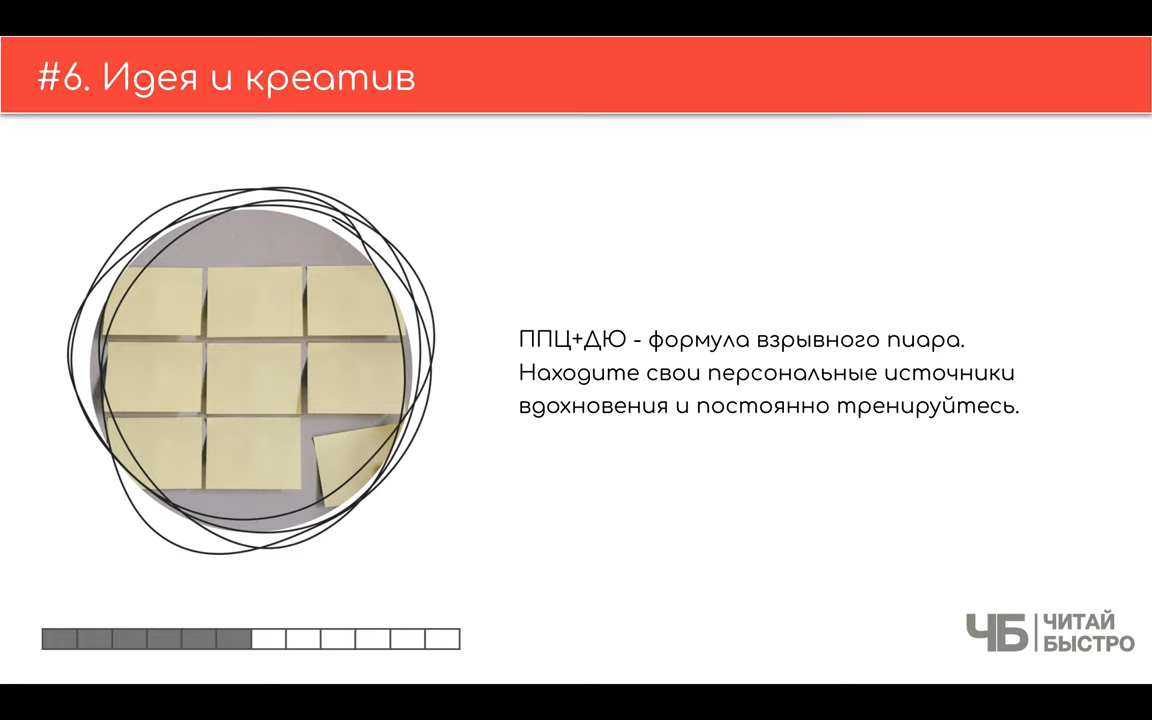 #6. Идея и креатив
ППЦ+ДЮ - формула взрывного пиара.
Находите свои персональные источники
вдохновения и постоянно тренируйтесь.
ЧБ
ЧИТАЙ
БЫСТРО